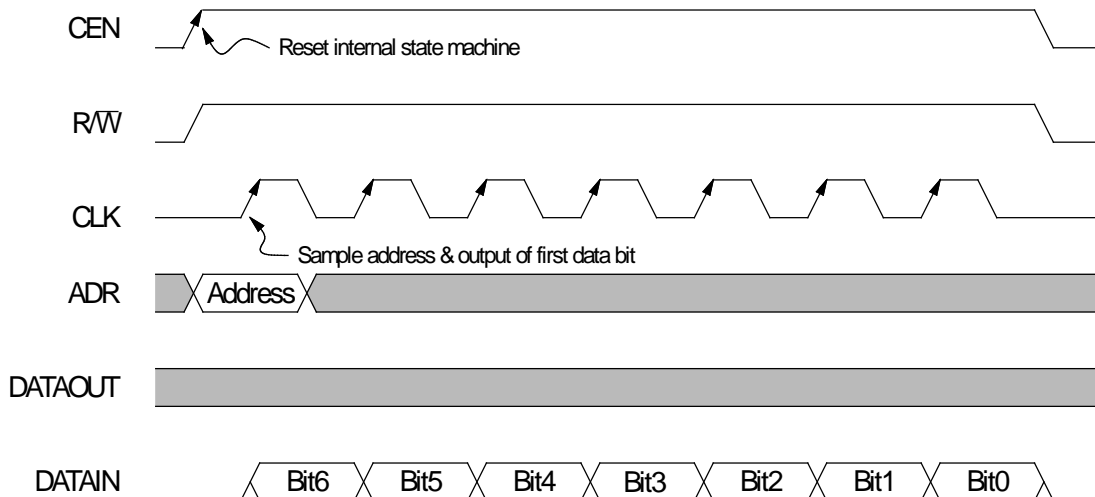 CEN
Reset internal state machine
R/W̅
CLK
Sample address & output of first data bit
ADR
Address
DATAOUT
DATAIN
Bit6 Bit5 Bit4 Bit3 Bit2 Bit1 Bit0